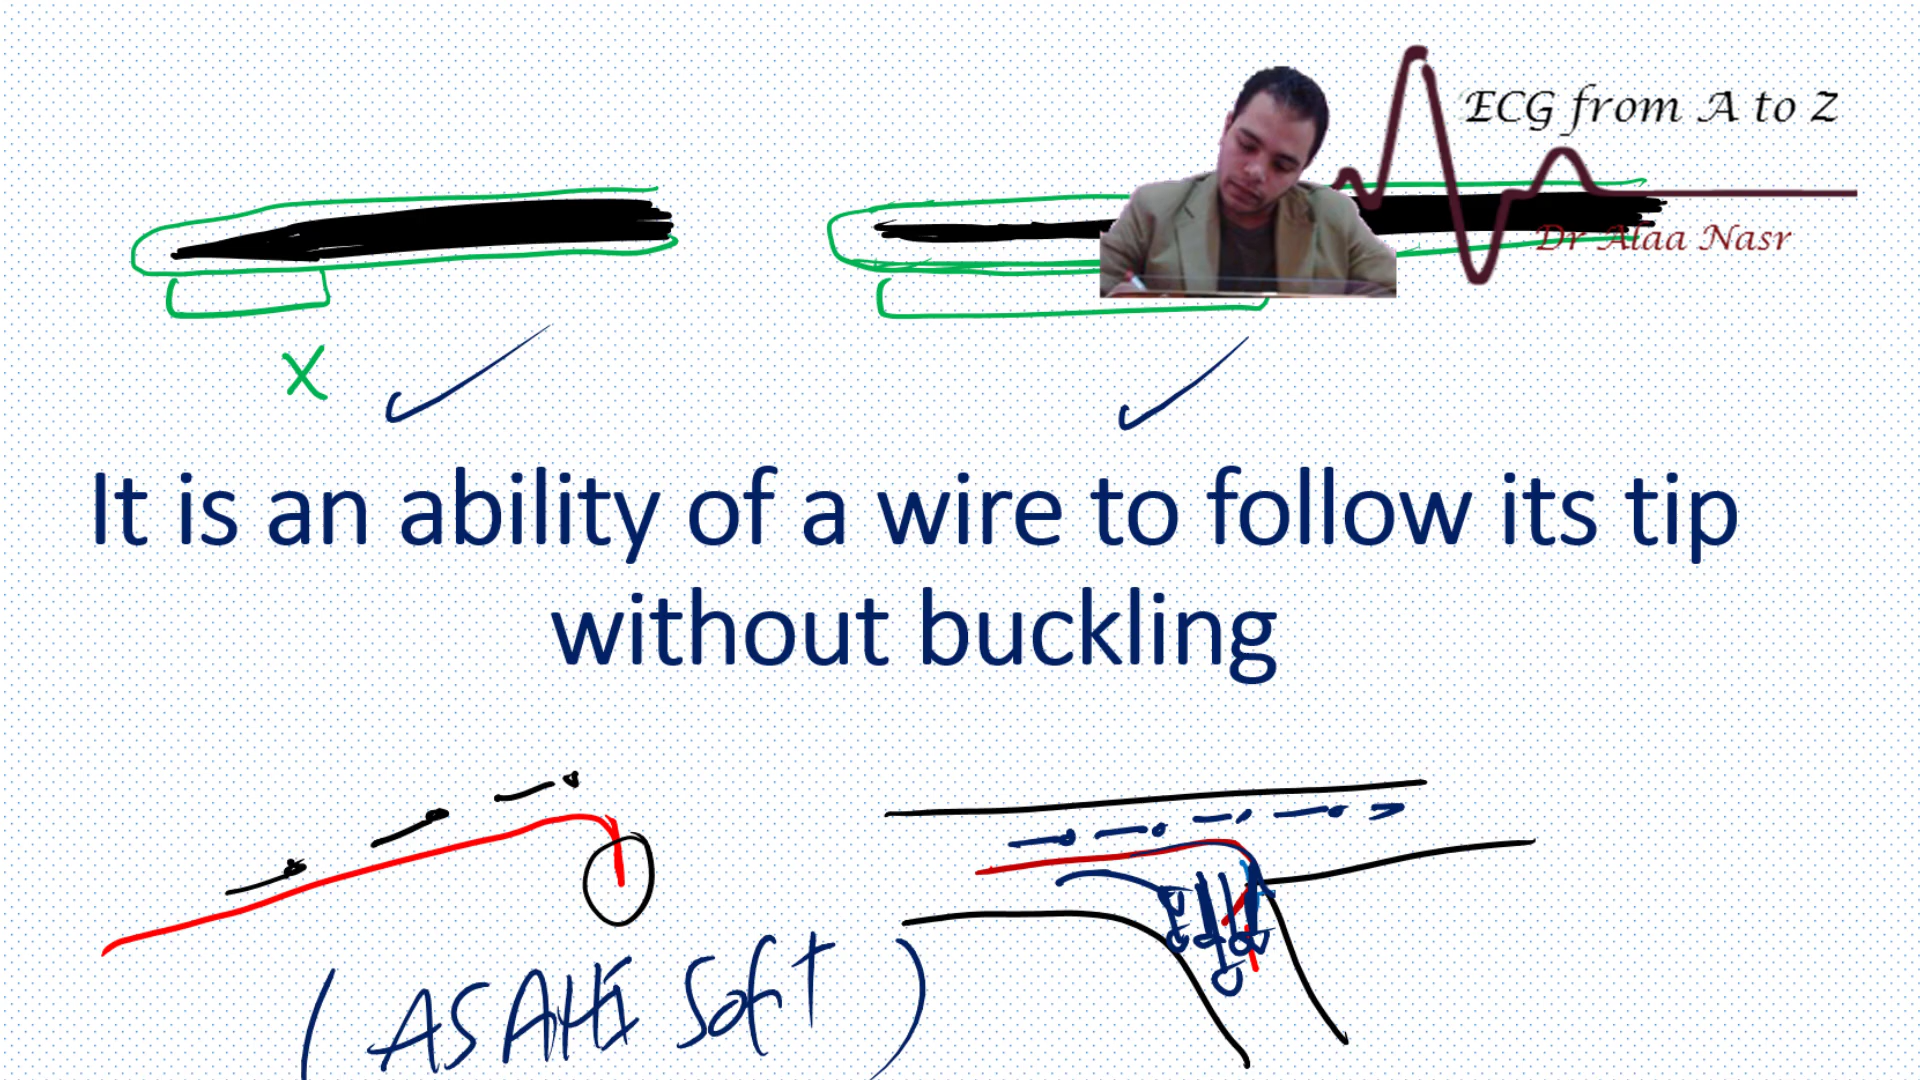 ECG from A to Z
Dr Alaa Nasr
X
It is an ability of a wire to follow its tip
without buckling
(ASAHI Soft)